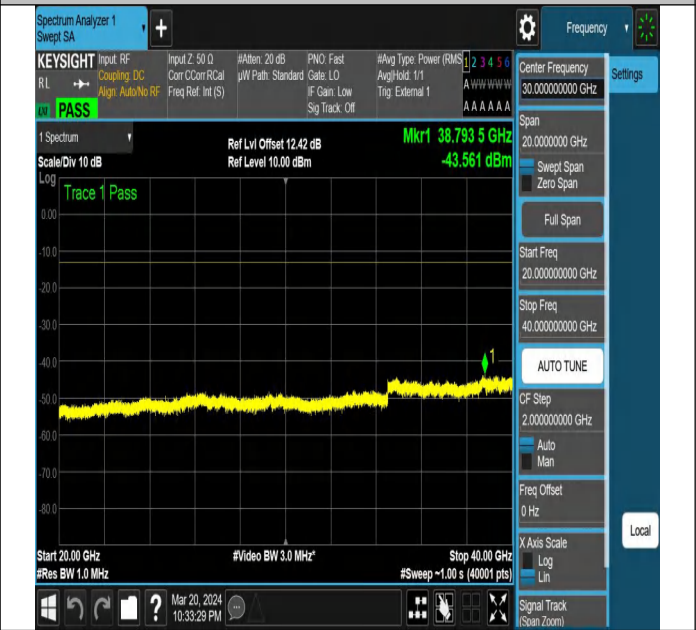 Spectrum Analyzer 1
Swept SA
+
Frequency
KEYSIGHT
RL
PASS
Input: RF
Coupling: DC
Align: Auto/No RF
Input Z: 50 Ω
Corr CCorr RCal
Freq Ref: Int (S)
#Atten: 20 dB
µW Path: Standard
PNO: Fast
Gate: LO
IF Gain: Low
Sig Track: Off
#Avg Type: Power (RMS
Avg|Hold: 1/1
Trig: External 1
1 2 3 4 5 6
A W W W W W
A A A A A A
Center Frequency
30.000000000 GHz
Settings
1 Spectrum
Scale/Div 10 dB
Ref Lvl Offset 12.42 dB
Ref Level 10.00 dBm
Mkr1 38.793 5 GHz
-43.561 dBm
Span
20.0000000 GHz
Swept Span
Zero Span
Log
Trace 1 Pass
0.00
-10.0
-20.0
-30.0
-40.0
-50.0
-60.0
-70.0
-80.0
1
Full Span
Start Freq
20.000000000 GHz
Stop Freq
40.000000000 GHz
AUTO TUNE
CF Step
2.000000000 GHz
Auto
Man
Freq Offset
0 Hz
Local
X Axis Scale
Log
Lin
Signal Track
(Span Zoom)
Start 20.00 GHz
#Res BW 1.0 MHz
#Video BW 3.0 MHz*
Stop 40.00 GHz
#Sweep ~1.00 s (40001 pts)
?
Mar 20, 2024
10:33:29 PM